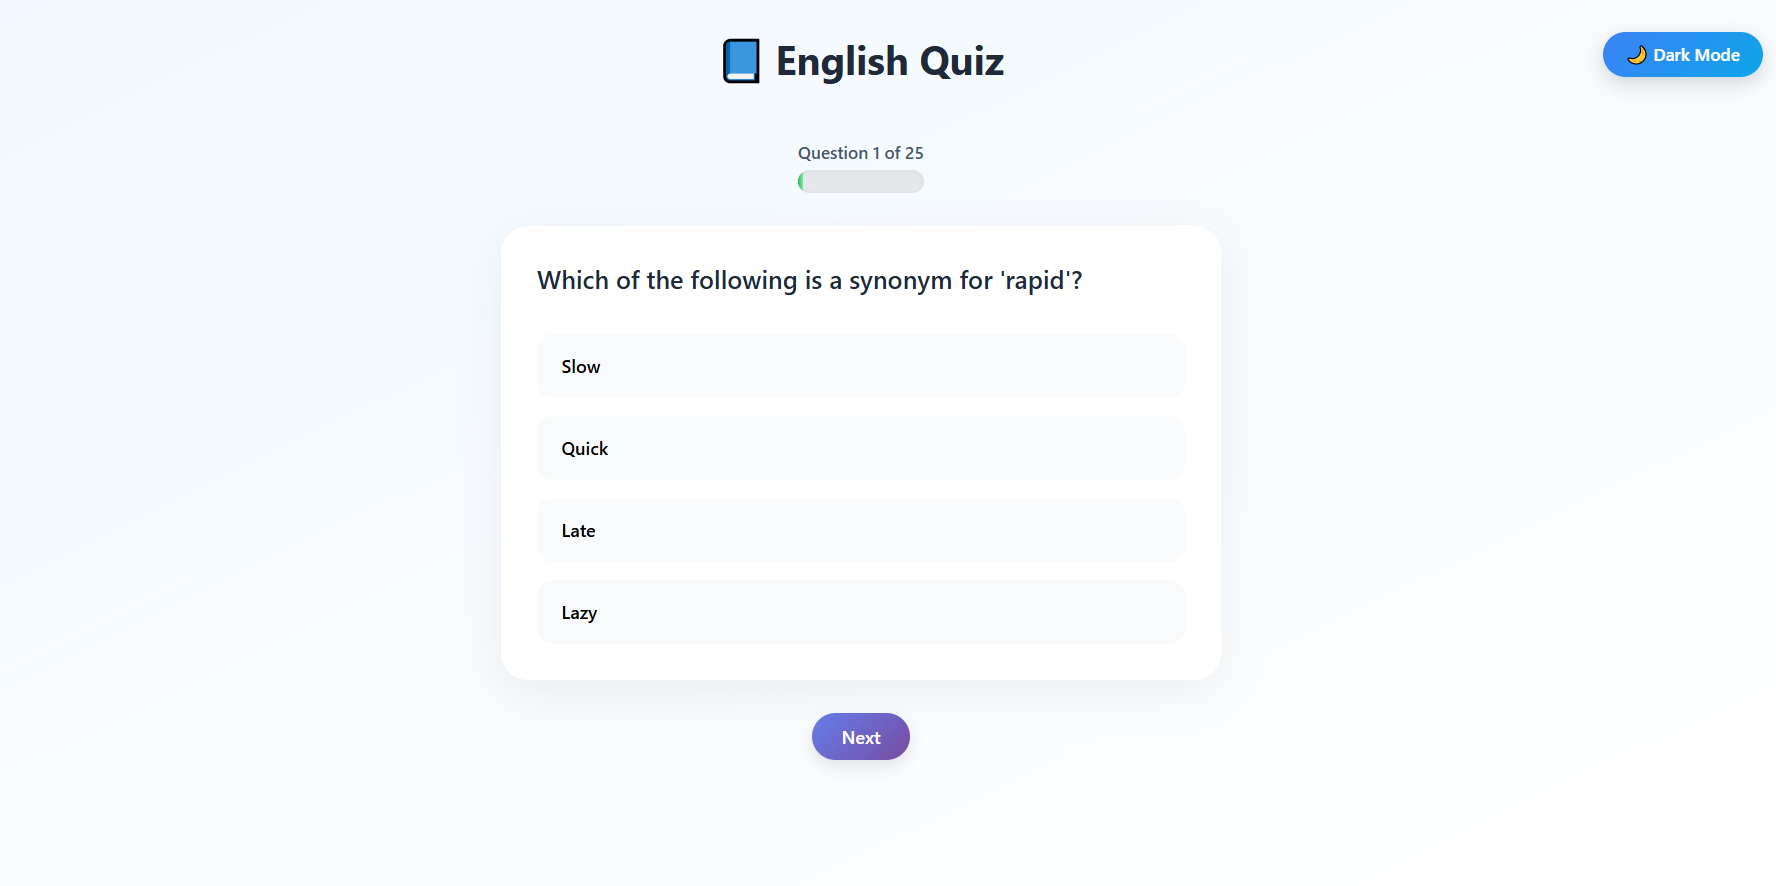 English Quiz
🌙 Dark Mode
Question 1 of 25
Which of the following is a synonym for 'rapid'?
Slow
Quick
Late
Lazy
Next